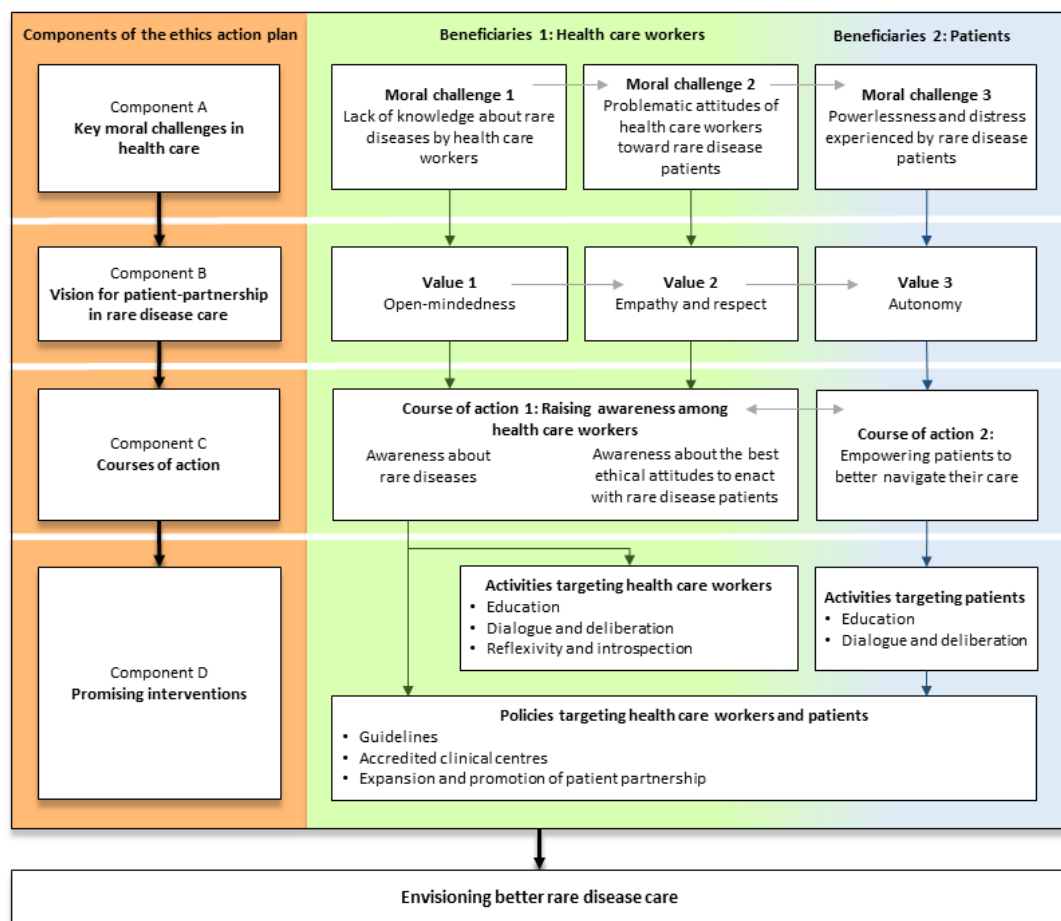 Components of the ethics action plan
Beneficiaries 1: Health care workers
Beneficiaries 2: Patients
Component A
Key moral challenges in
health care
Moral challenge 1
Lack of knowledge about rare
diseases by health care
workers
Moral challenge 2
Problematic attitudes of
health care workers
toward rare disease
patients
Moral challenge 3
Powerlessness and distress
experienced by rare disease
patients
Component B
Vision for patient-partnership
in rare disease care
Value 1
Open-mindedness
Value 2
Empathy and respect
Value 3
Autonomy
Component C
Courses of action
Course of action 1: Raising awareness among
health care workers
Awareness about
rare diseases
Awareness about the best
ethical attitudes to enact
with rare disease patients
Course of action 2:
Empowering patients to
better navigate their care
Component D
Promising interventions
Activities targeting health care workers
• Education
• Dialogue and deliberation
• Reflexivity and introspection
Activities targeting patients
• Education
• Dialogue and deliberation
Policies targeting health care workers and patients
• Guidelines
• Accredited clinical centres
• Expansion and promotion of patient partnership
Envisioning better rare disease care